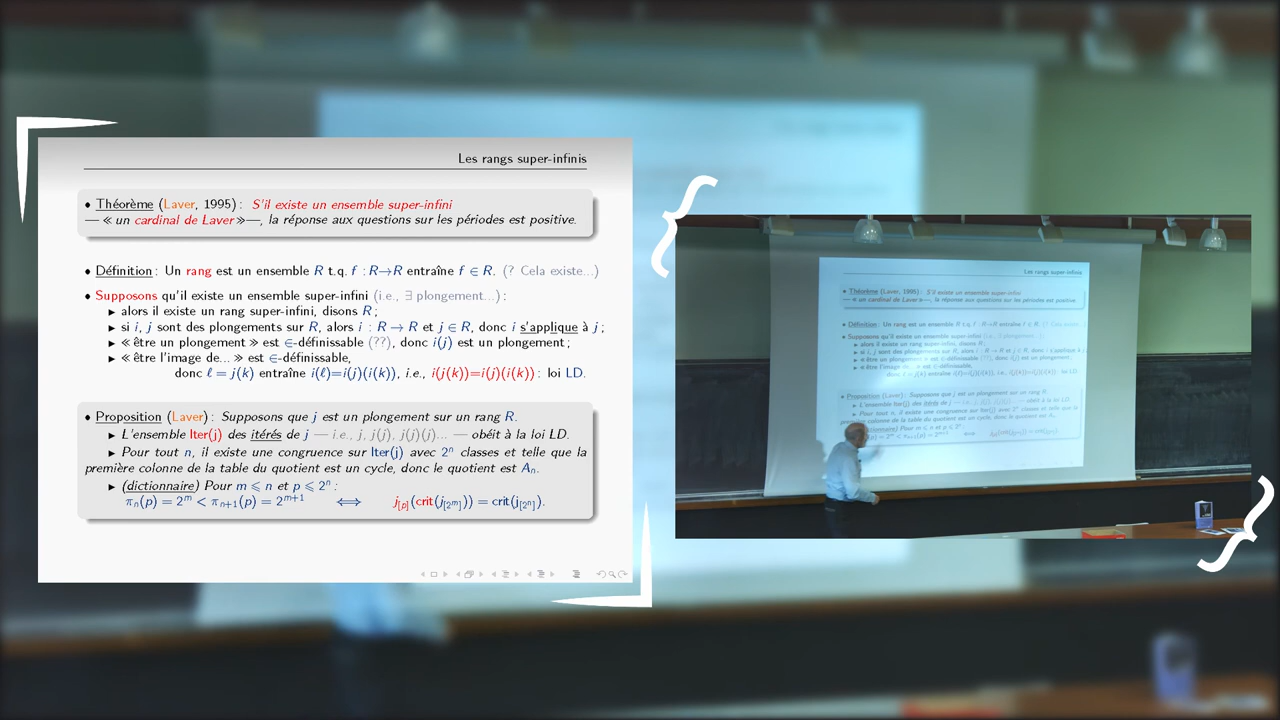 Les rangs super-infinis
• Théorème (Laver, 1995) : S'il existe un ensemble super-infini
— « un cardinal de Laver »—, la réponse aux questions sur les périodes est positive.
• Définition : Un rang est un ensemble R t.q. f : R→R entraîne f ∈ R. (? Cela existe...)
• Supposons qu'il existe un ensemble super-infini (i.e., ∃ plongement...) :
► alors il existe un rang super-infini, disons R ;
► si i, j sont des plongements sur R, alors i : R → R et j ∈ R, donc i s'applique à j ;
► « être un plongement » est ∈-définissable (??), donc i(j) est un plongement ;
► « être l'image de... » est ∈-définissable,
donc ℓ = j(k) entraîne i(ℓ) = i(j)(i(k)), i.e., i(j(k))=i(j)(i(k)) : loi LD.
• Proposition (Laver) : Supposons que j est un plongement sur un rang R.
► L'ensemble Iter(j) des itérés de j — i.e., j, j(j), j(j)(j)... — obéit à la loi LD.
► Pour tout n, il existe une congruence sur Iter(j) avec 2ⁿ classes et telle que la
première colonne de la table du quotient est un cycle, donc le quotient est Aₙ.
► (dictionnaire) Pour m ⩽ n et p ⩽ 2ⁿ :
πₙ(p) = 2ᵐ < πₙ₊₁(p) = 2ᵐ⁺¹ ⟺ j₍[p]₎(crit(j_[2ᵐ])) = crit(j_[2ⁿ]).